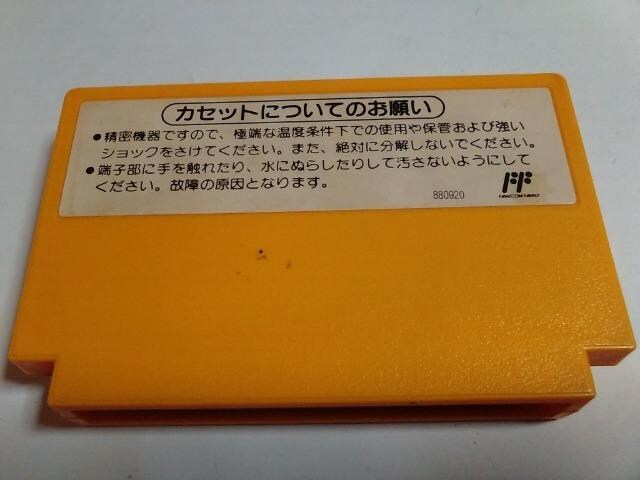 カセットについてのお願い
●精密機器ですので、極端な温度条件下での使用や保管および強い
ショックをさけてください。また、絶対に分解しないでください。
●端子部に手を触れたり、水にぬらしたりして汚さないようにして
ください。故障の原因となります。
880920
FAMICOM FAMILY